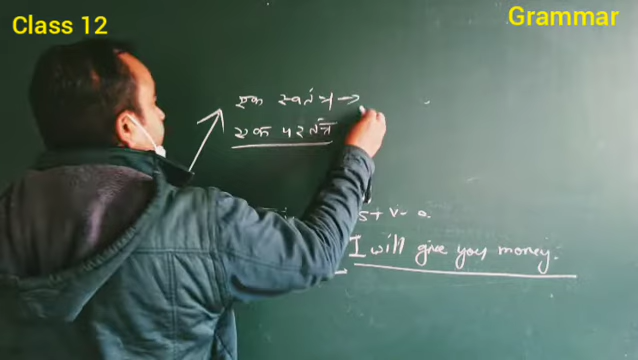 Class 12
Grammar
एक स्वतंत्र →
एक परतंत्र
S + V - o.
I will give you money.